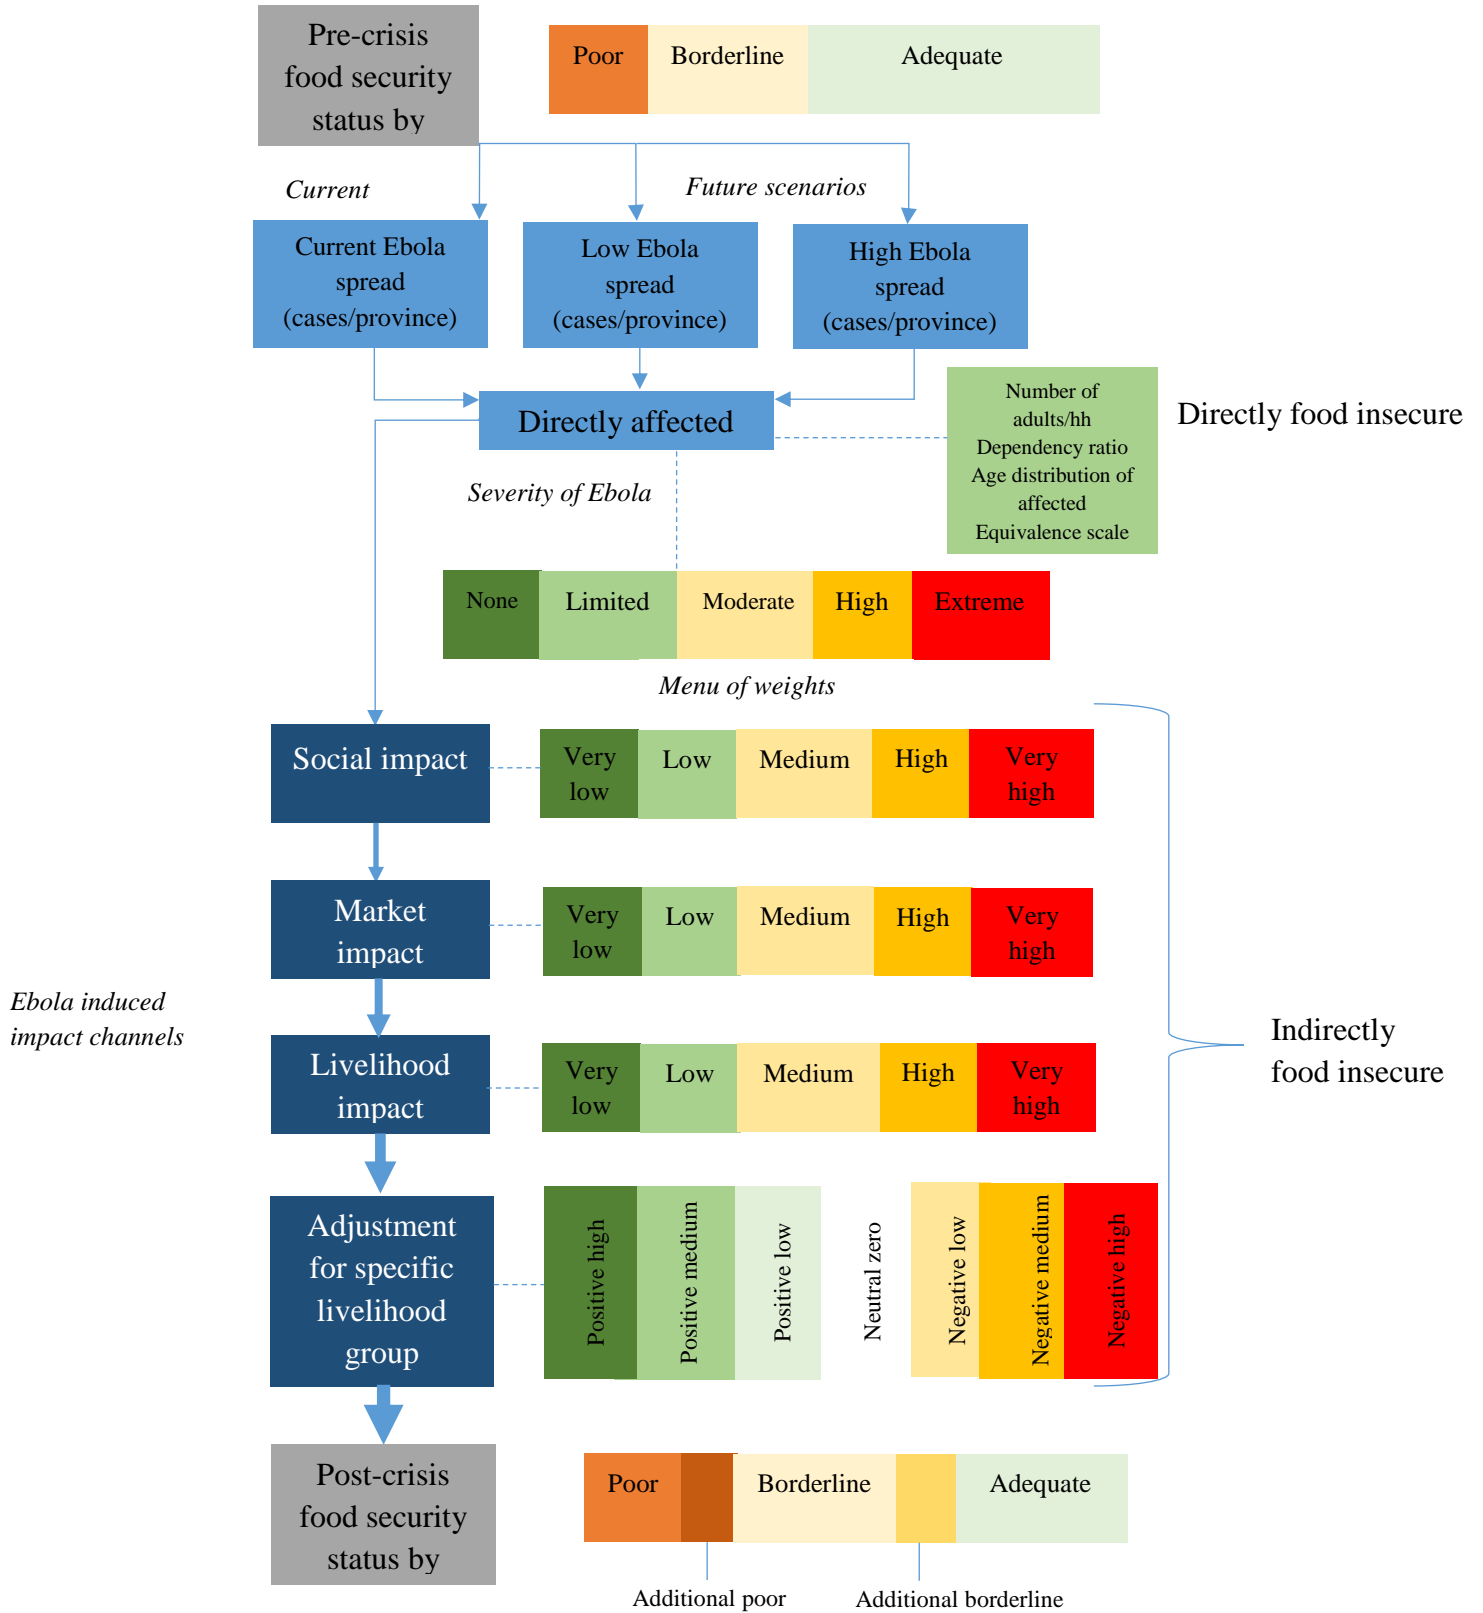 Pre-crisis
food security
status by
Poor
Borderline
Adequate
Current
Future scenarios
Current Ebola
spread
(cases/province)
Low Ebola
spread
(cases/province)
High Ebola
spread
(cases/province)
Directly affected
Number of
adults/hh
Dependency ratio
Age distribution of
affected
Equivalence scale
Directly food insecure
Severity of Ebola
None
Limited
Moderate
High
Extreme
Menu of weights
Social impact
Very
low
Low
Medium
High
Very
high
Market
impact
Very
low
Low
Medium
High
Very
high
Ebola induced
impact channels
Livelihood
impact
Very
low
Low
Medium
High
Very
high
Indirectly
food insecure
Adjustment
for specific
livelihood
group
Positive high
Positive medium
Positive low
Neutral zero
Negative low
Negative medium
Negative high
Post-crisis
food security
status by
Poor
Borderline
Adequate
Additional poor
Additional borderline